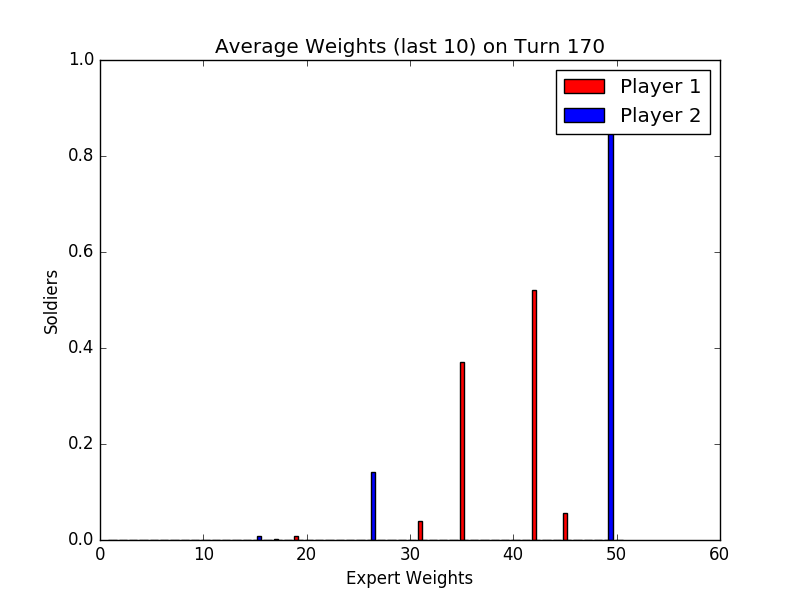 Average Weights (last 10) on Turn 170
Player 1
Player 2
1.0
0.8
0.6
0.4
0.2
0.0
Soldiers
0 10 20 30 40 50 60
Expert Weights